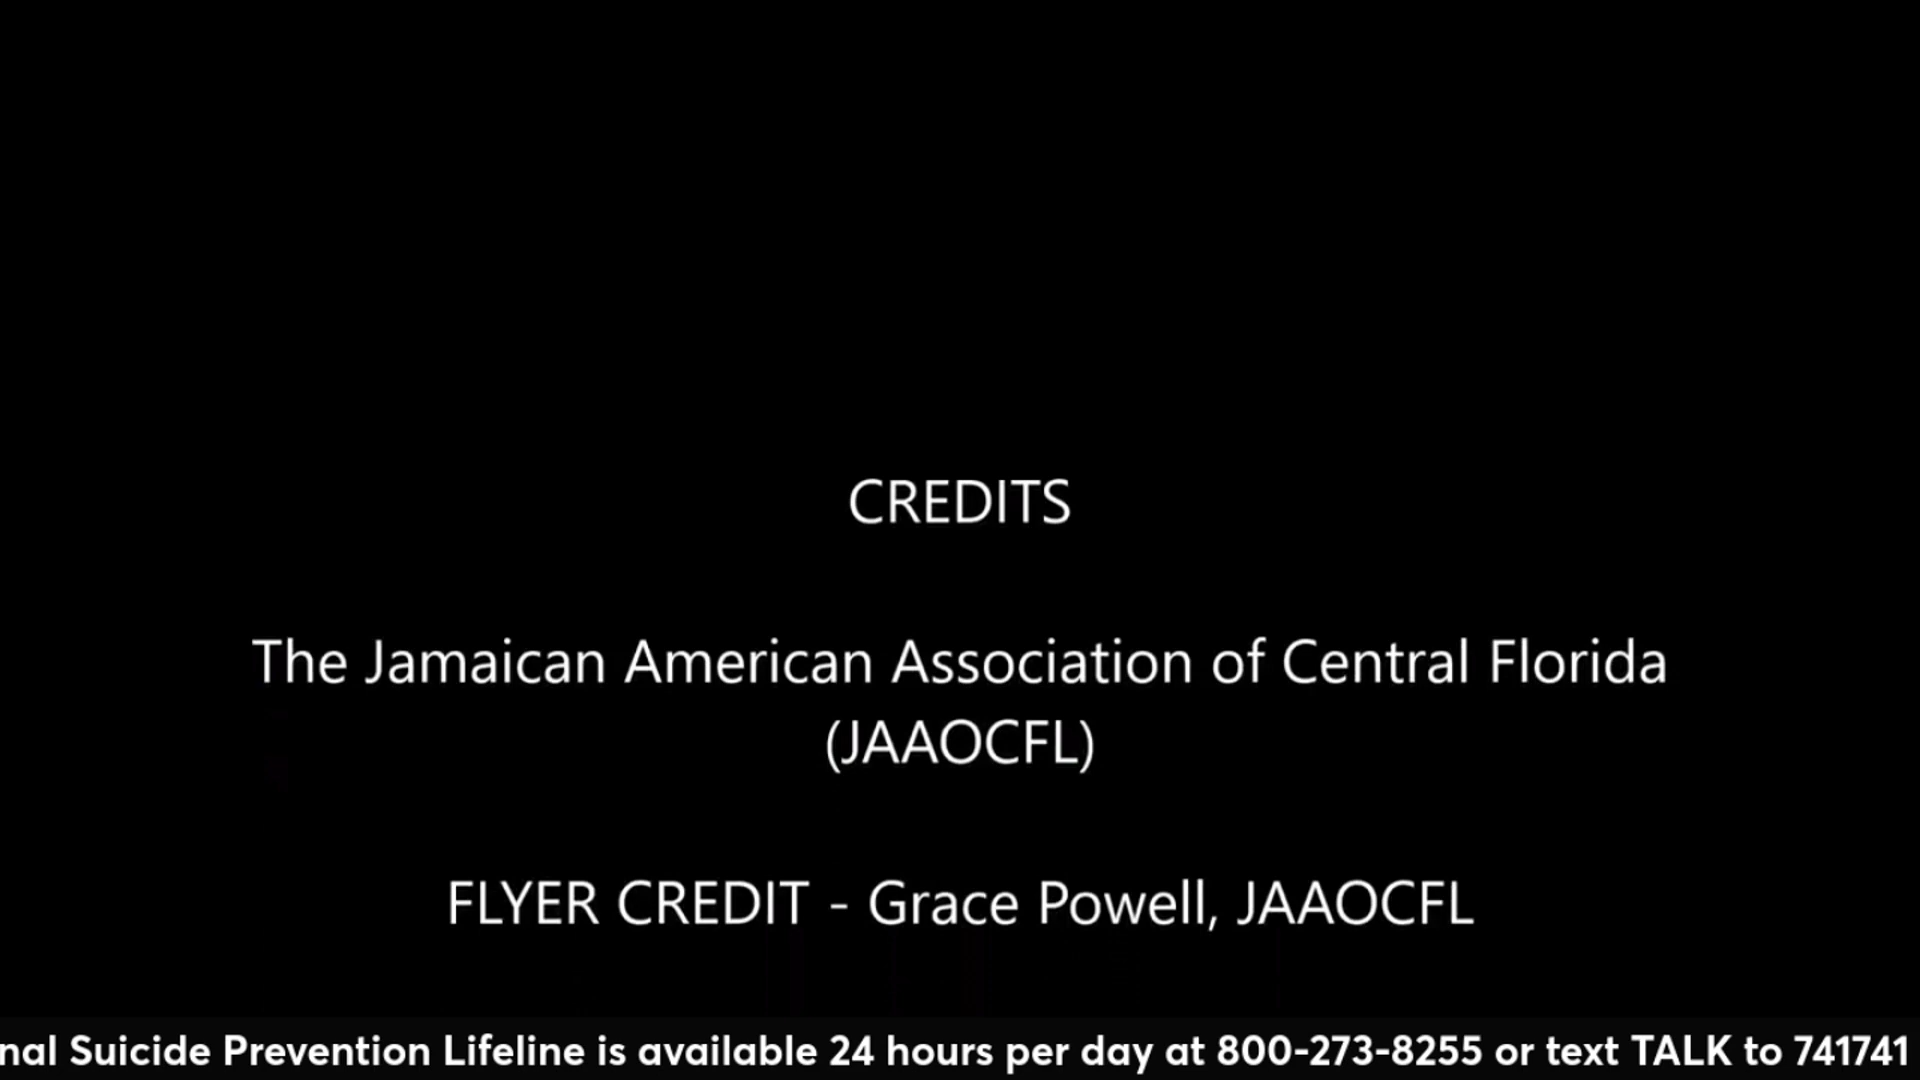 CREDITS
The Jamaican American Association of Central Florida
(JAAOCFL)
FLYER CREDIT - Grace Powell, JAAOCFL
nal Suicide Prevention Lifeline is available 24 hours per day at 800-273-8255 or text TALK to 741741